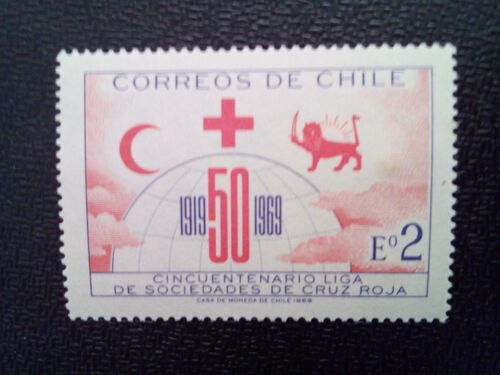 CORREOS DE CHILE
1919 50 1969
Eº2
CINCUENTENARIO LIGA
DE SOCIEDADES DE CRUZ ROJA
CASA DE MONEDA DE CHILE 1969